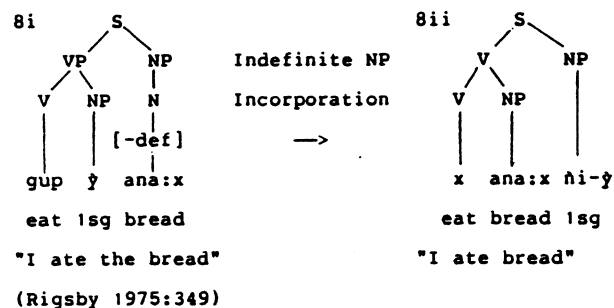 8i S 8ii S
VP NP Indefinite NP V NP
V NP N Incorporation V NP
[-def] —>
gup y̓ ana:x x ana:x n̓i-y̓
eat 1sg bread eat bread 1sg
"I ate the bread" "I ate bread"
(Rigsby 1975:349)